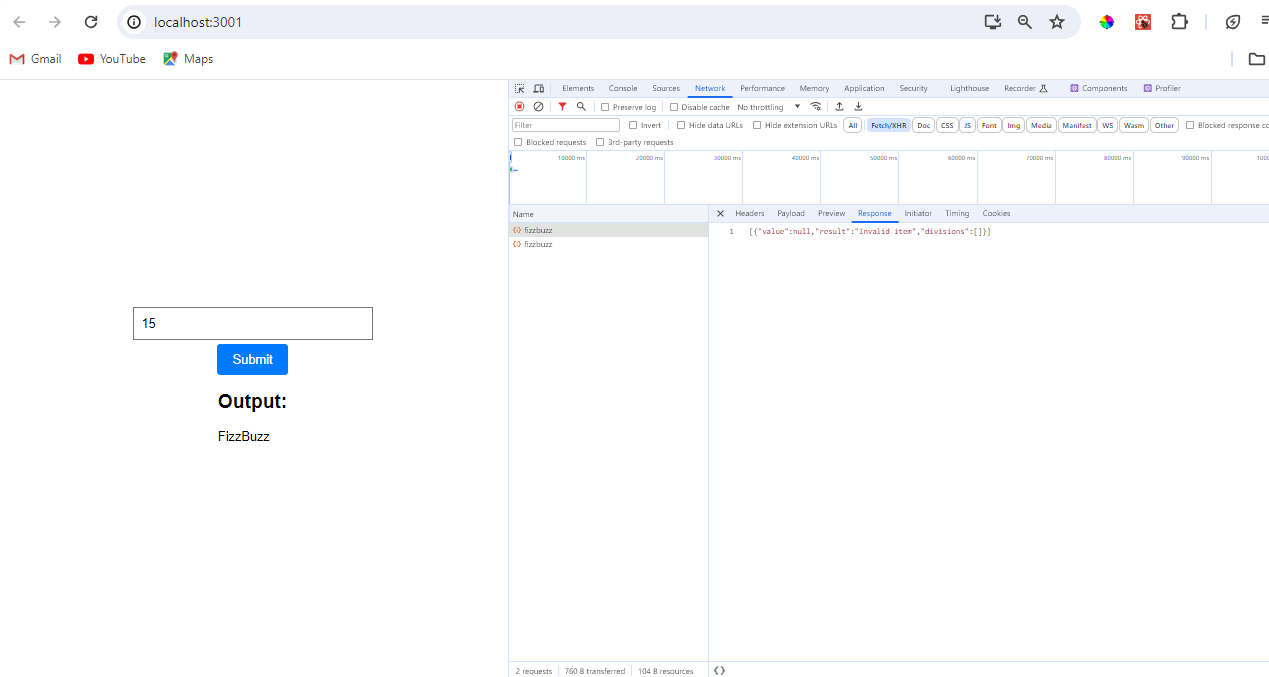 localhost:3001
Gmail YouTube Maps
Elements Console Sources Network Performance Memory Application Security Lighthouse Recorder Components Profiler
Preserve log Disable cache No throttling
Filter Invert Hide data URLs Hide extension URLs All Fetch/XHR Doc CSS JS Font Img Media Manifest WS Wasm Other Blocked response co
Blocked requests 3rd-party requests
10000 ms 20000 ms 30000 ms 40000 ms 50000 ms 60000 ms 70000 ms 80000 ms 90000 ms 1000
Name Headers Payload Preview Response Initiator Timing Cookies
fizzbuzz 1 [{"value":null,"result":"Invalid item","divisions":[]}]
fizzbuzz
15
Submit
Output:
FizzBuzz
2 requests 760 B transferred 104 B resources {}